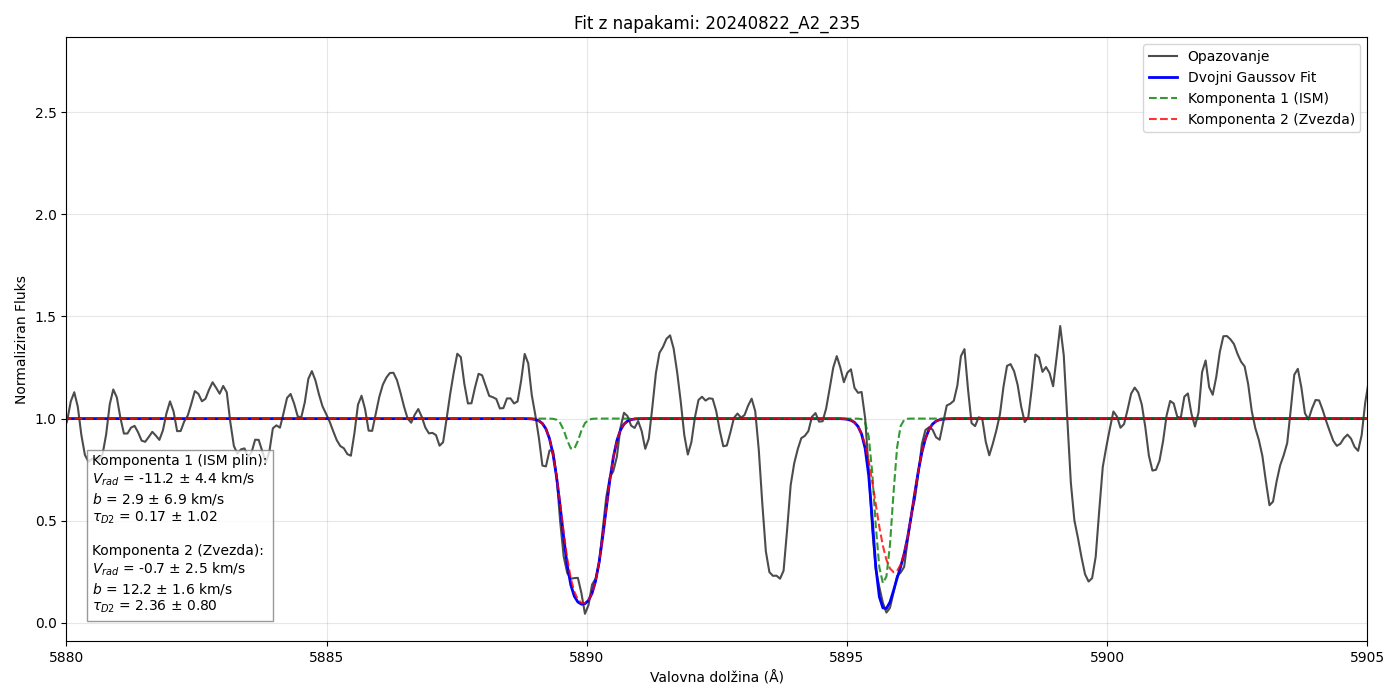 Fit z napakami: 20240822_A2_235
Normaliziran Fluks
2.5
2.0
1.5
1.0
0.5
0.0
Opazovanje
Dvojni Gaussov Fit
Komponenta 1 (ISM)
Komponenta 2 (Zvezda)
Komponenta 1 (ISM plin):
V_rad = -11.2 ± 4.4 km/s
b = 2.9 ± 6.9 km/s
τ_D2 = 0.17 ± 1.02
Komponenta 2 (Zvezda):
V_rad = -0.7 ± 2.5 km/s
b = 12.2 ± 1.6 km/s
τ_D2 = 2.36 ± 0.80
5880 5885 5890 5895 5900 5905
Valovna dolžina (Å)